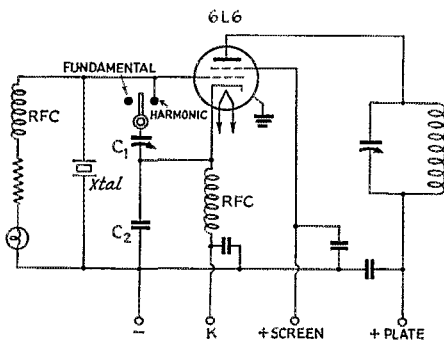 6L6
FUNDAMENTAL
HARMONIC
RFC
C1
Xtal
RFC
C2
–
K
+SCREEN
+PLATE